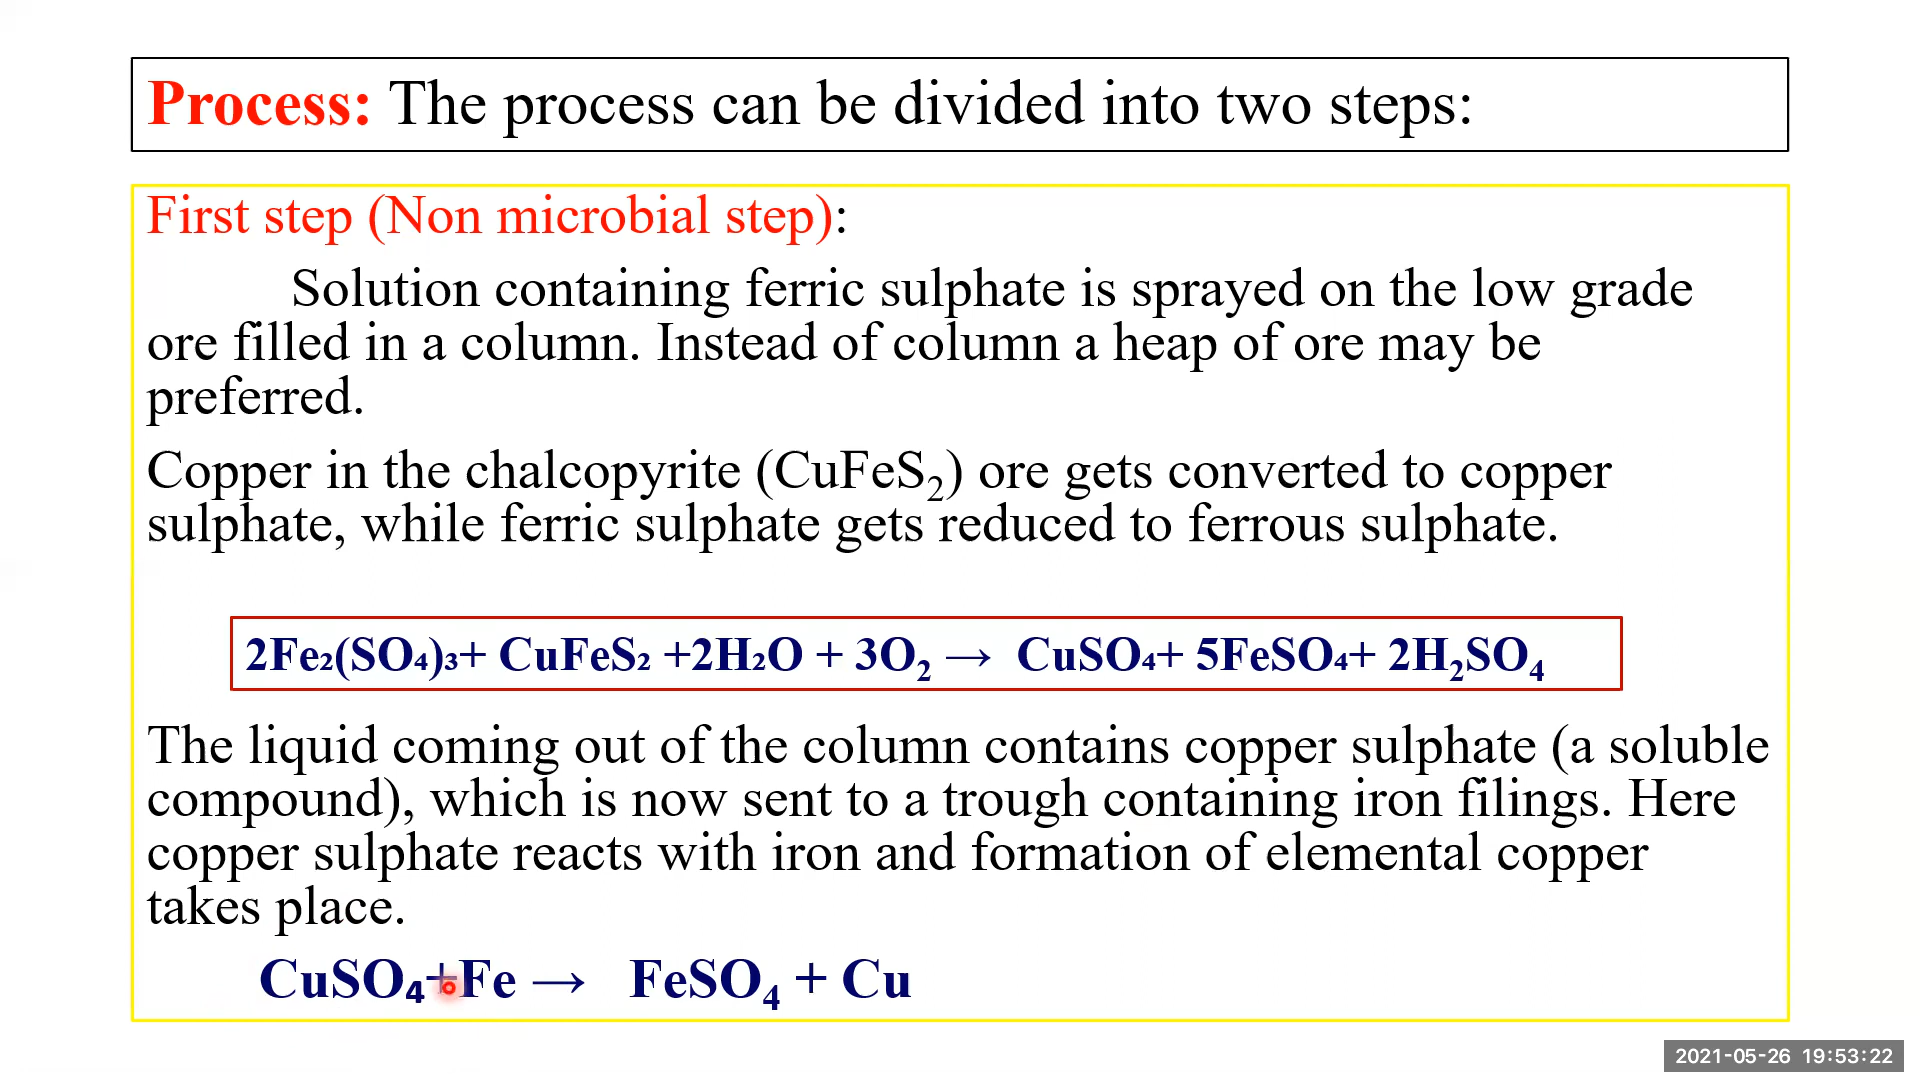 Process: The process can be divided into two steps:
First step (Non microbial step):
Solution containing ferric sulphate is sprayed on the low grade
ore filled in a column. Instead of column a heap of ore may be
preferred.
Copper in the chalcopyrite (CuFeS₂) ore gets converted to copper
sulphate, while ferric sulphate gets reduced to ferrous sulphate.
2Fe₂(SO₄)₃+ CuFeS₂ +2H₂O + 3O₂ → CuSO₄+ 5FeSO₄+ 2H₂SO₄
The liquid coming out of the column contains copper sulphate (a soluble
compound), which is now sent to a trough containing iron filings. Here
copper sulphate reacts with iron and formation of elemental copper
takes place.
CuSO₄+Fe → FeSO₄ + Cu
2021-05-26 19:53:22